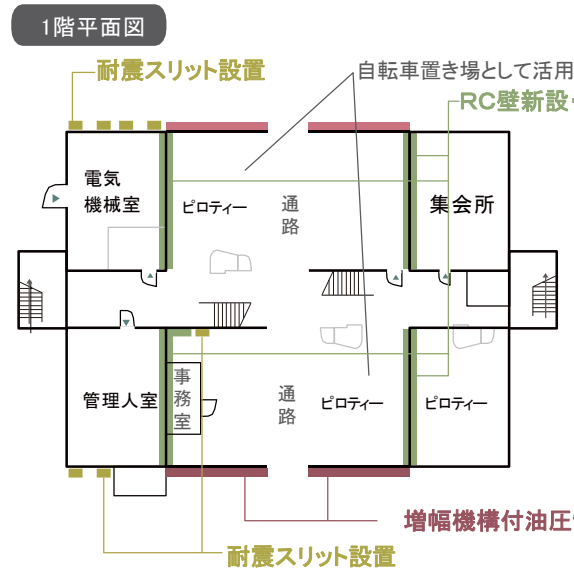 1階平面図
耐震スリット設置
自転車置き場として活用
RC壁新設
電気
機械室
ピロティー
通路
集会所
管理人室
事務室
通路
ピロティー
ピロティー
増幅機構付油圧
耐震スリット設置